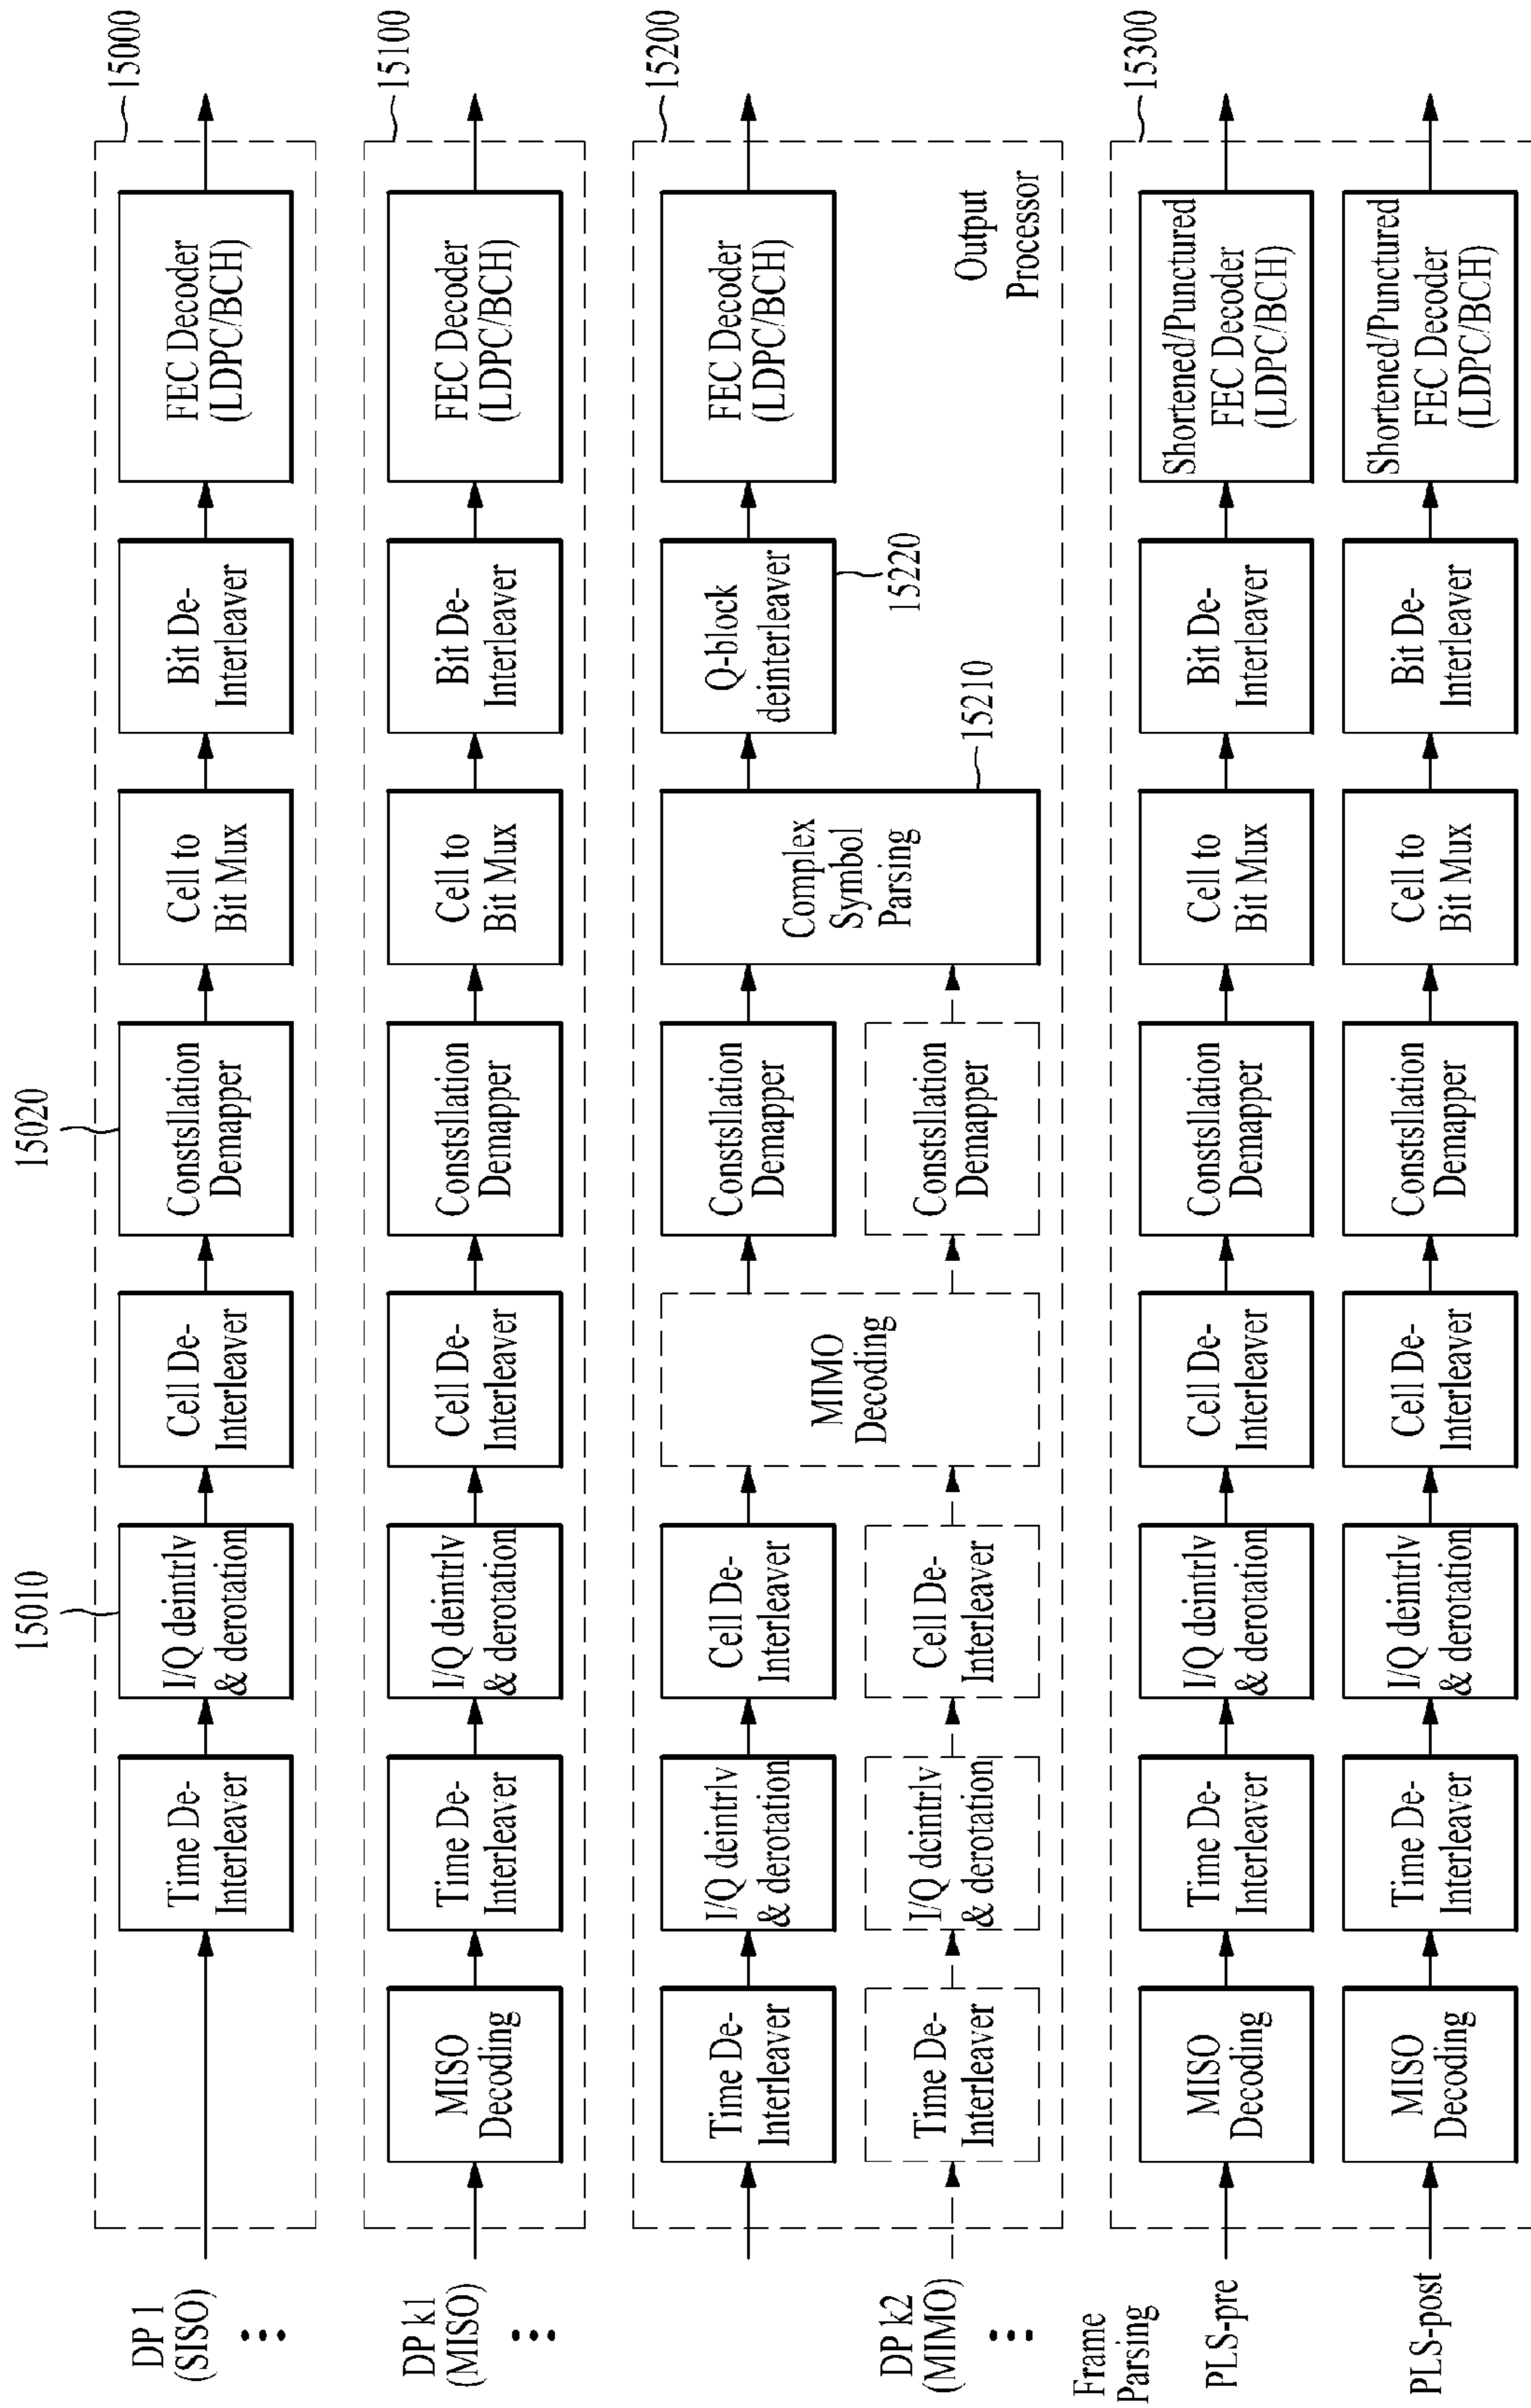 15010
15020
15000
DP 1
(SISO)
Time De-
Interleaver
I/Q deintrlv
& derotation
Cell De-
Interleaver
Constsllation
Demapper
Cell to
Bit Mux
Bit De-
Interleaver
FEC Decoder
(LDPC/BCH)
15100
DP k1
(MISO)
MISO
Decoding
Time De-
Interleaver
I/Q deintrlv
& derotation
Cell De-
Interleaver
Constsllation
Demapper
Cell to
Bit Mux
Bit De-
Interleaver
FEC Decoder
(LDPC/BCH)
15200
Time De-
Interleaver
I/Q deintrlv
& derotation
Cell De-
Interleaver
MIMO
Decoding
Constsllation
Demapper
Complex
Symbol
Parsing
15210
Q-block
deinterleaver
15220
FEC Decoder
(LDPC/BCH)
DP k2
(MIMO)
Time De-
Interleaver
I/Q deintrlv
& derotation
Cell De-
Interleaver
Constsllation
Demapper
Output
Processor
Frame
Parsing
15300
PLS-pre
MISO
Decoding
Time De-
Interleaver
I/Q deintrlv
& derotation
Cell De-
Interleaver
Constsllation
Demapper
Cell to
Bit Mux
Bit De-
Interleaver
Shortened/Punctured
FEC Decoder
(LDPC/BCH)
PLS-post
MISO
Decoding
Time De-
Interleaver
I/Q deintrlv
& derotation
Cell De-
Interleaver
Constsllation
Demapper
Cell to
Bit Mux
Bit De-
Interleaver
Shortened/Punctured
FEC Decoder
(LDPC/BCH)